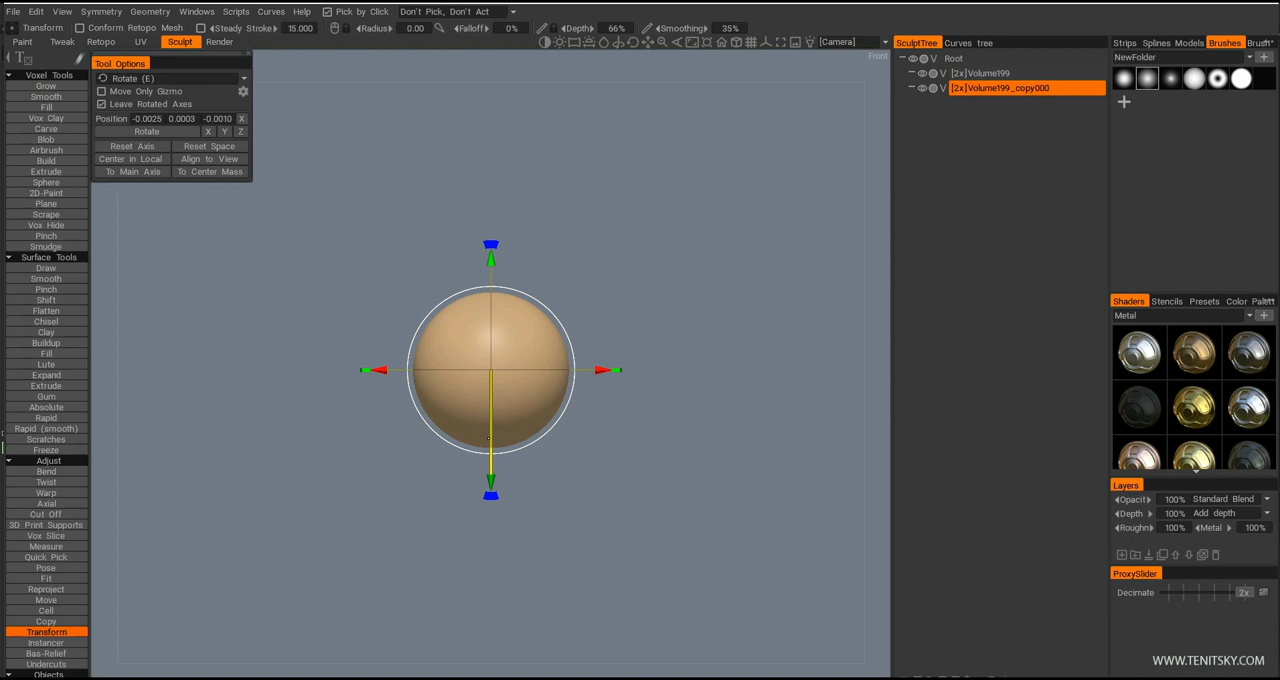 File Edit View Symmetry Geometry Windows Scripts Curves Help Pick by Click Don't Pick, Don't Act
Transform Conform Retopo Mesh Steady Stroke 15.000 Radius 0.00 Falloff 0% Depth 66% Smoothing 35%
Paint Tweak Retopo UV Sculpt Render [Camera]
Front
Tool Options
Rotate (E)
Move Only Gizmo
Leave Rotated Axes
Position -0.0025 0.0003 -0.0010 X
Rotate X Y Z
Reset Axis Reset Space
Center in Local Align to View
To Main Axis To Center Mass
Voxel Tools
Grow
Smooth
Fill
Vox Clay
Carve
Blob
Airbrush
Build
Extrude
Sphere
2D-Paint
Plane
Scrape
Vox Hide
Pinch
Smudge
Surface Tools
Draw
Smooth
Pinch
Shift
Flatten
Chisel
Clay
Buildup
Fill
Lute
Expand
Extrude
Gum
Absolute
Rapid
Rapid (smooth)
Scratches
Freeze
Adjust
Bend
Twist
Warp
Axial
Cut Off
3D Print Supports
Vox Slice
Measure
Quick Pick
Pose
Fit
Reproject
Move
Cell
Copy
Transform
Instancer
Bas-Relief
Undercuts
Objects
SculptTree Curves tree
V Root
V [2x]Volume199
V [2x]Volume199_copy000
Strips Splines Models Brushes Brush
NewFolder
Shaders Stencils Presets Color
Metal
Layers
Opacit 100% Standard Blend
Depth 100% Add depth
Roughn 100% Metal 100%
ProxySlider
Decimate 2x
WWW.TENITSKY.COM